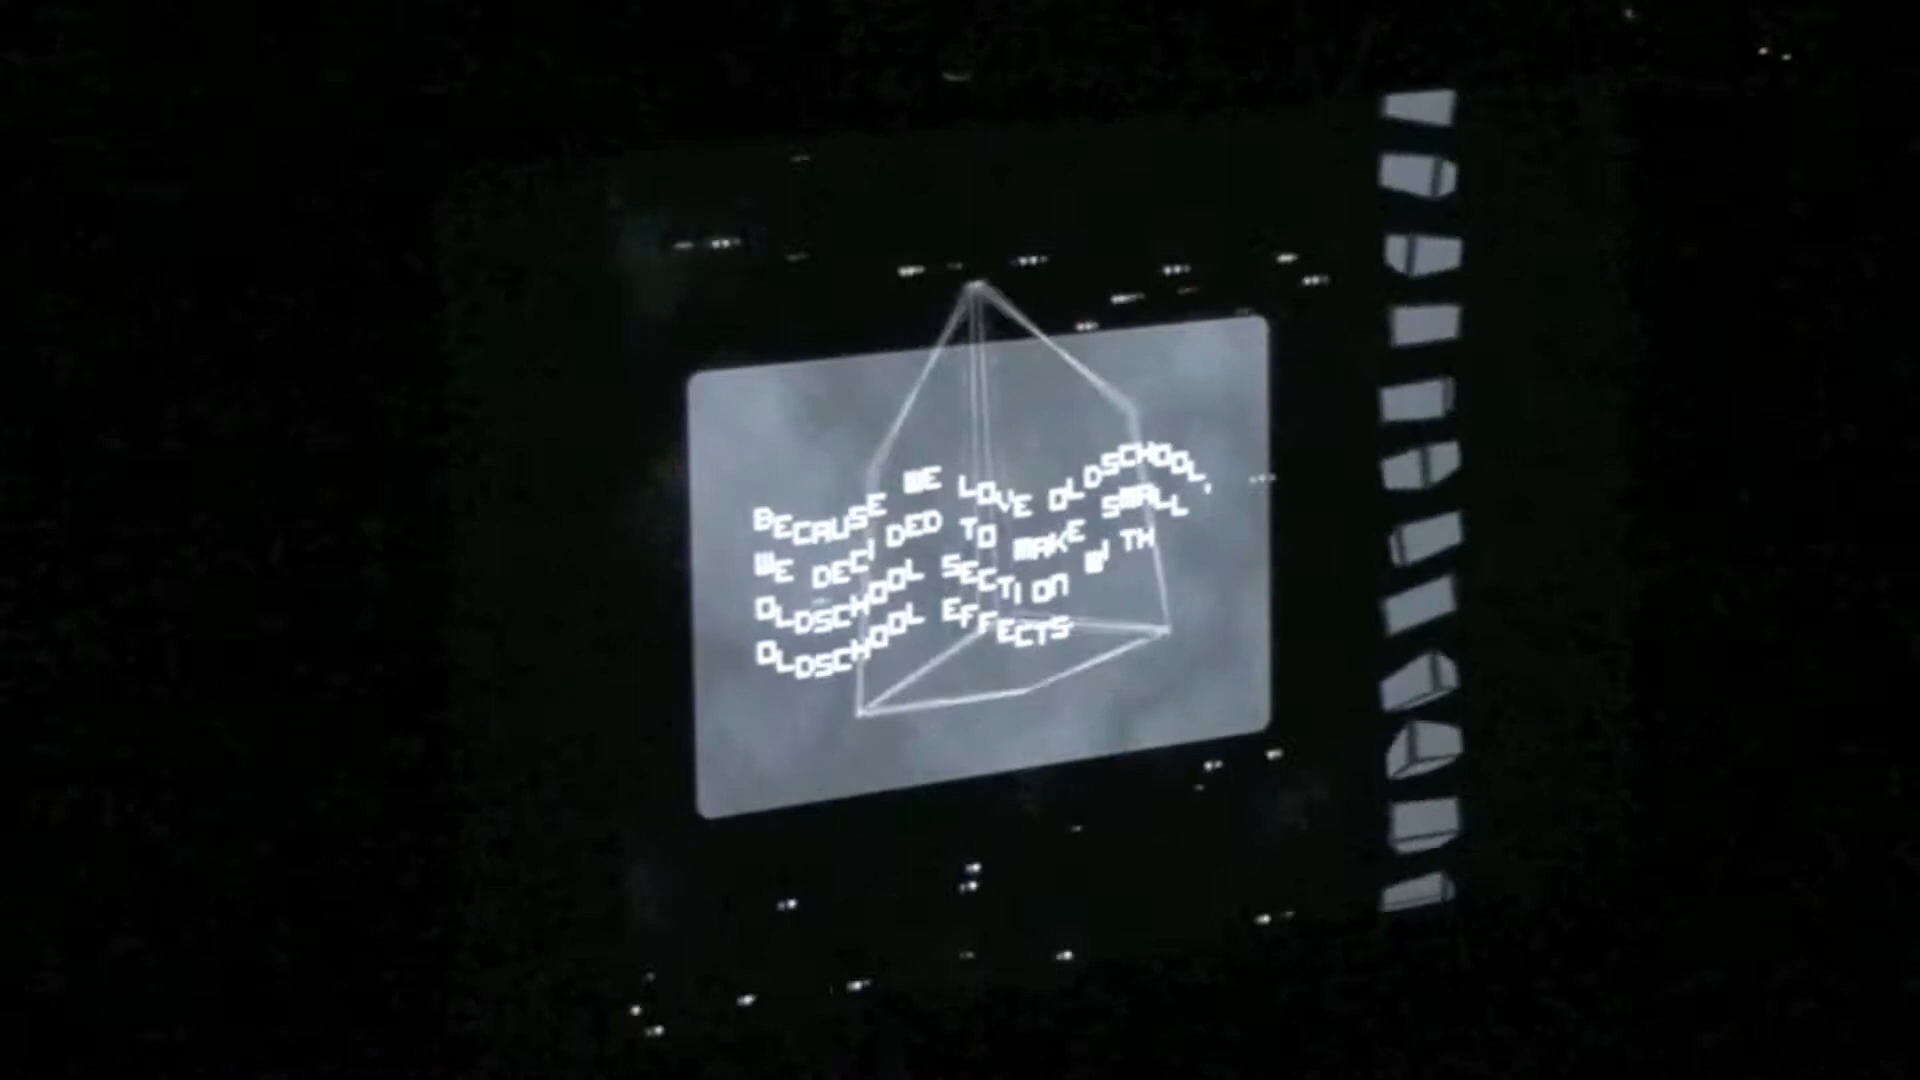 BECAUSE WE LOVE OLDSCHOOL,
WE DECIDED TO MAKE SMALL
OLDSCHOOL SECTION WITH
OLDSCHOOL EFFECTS